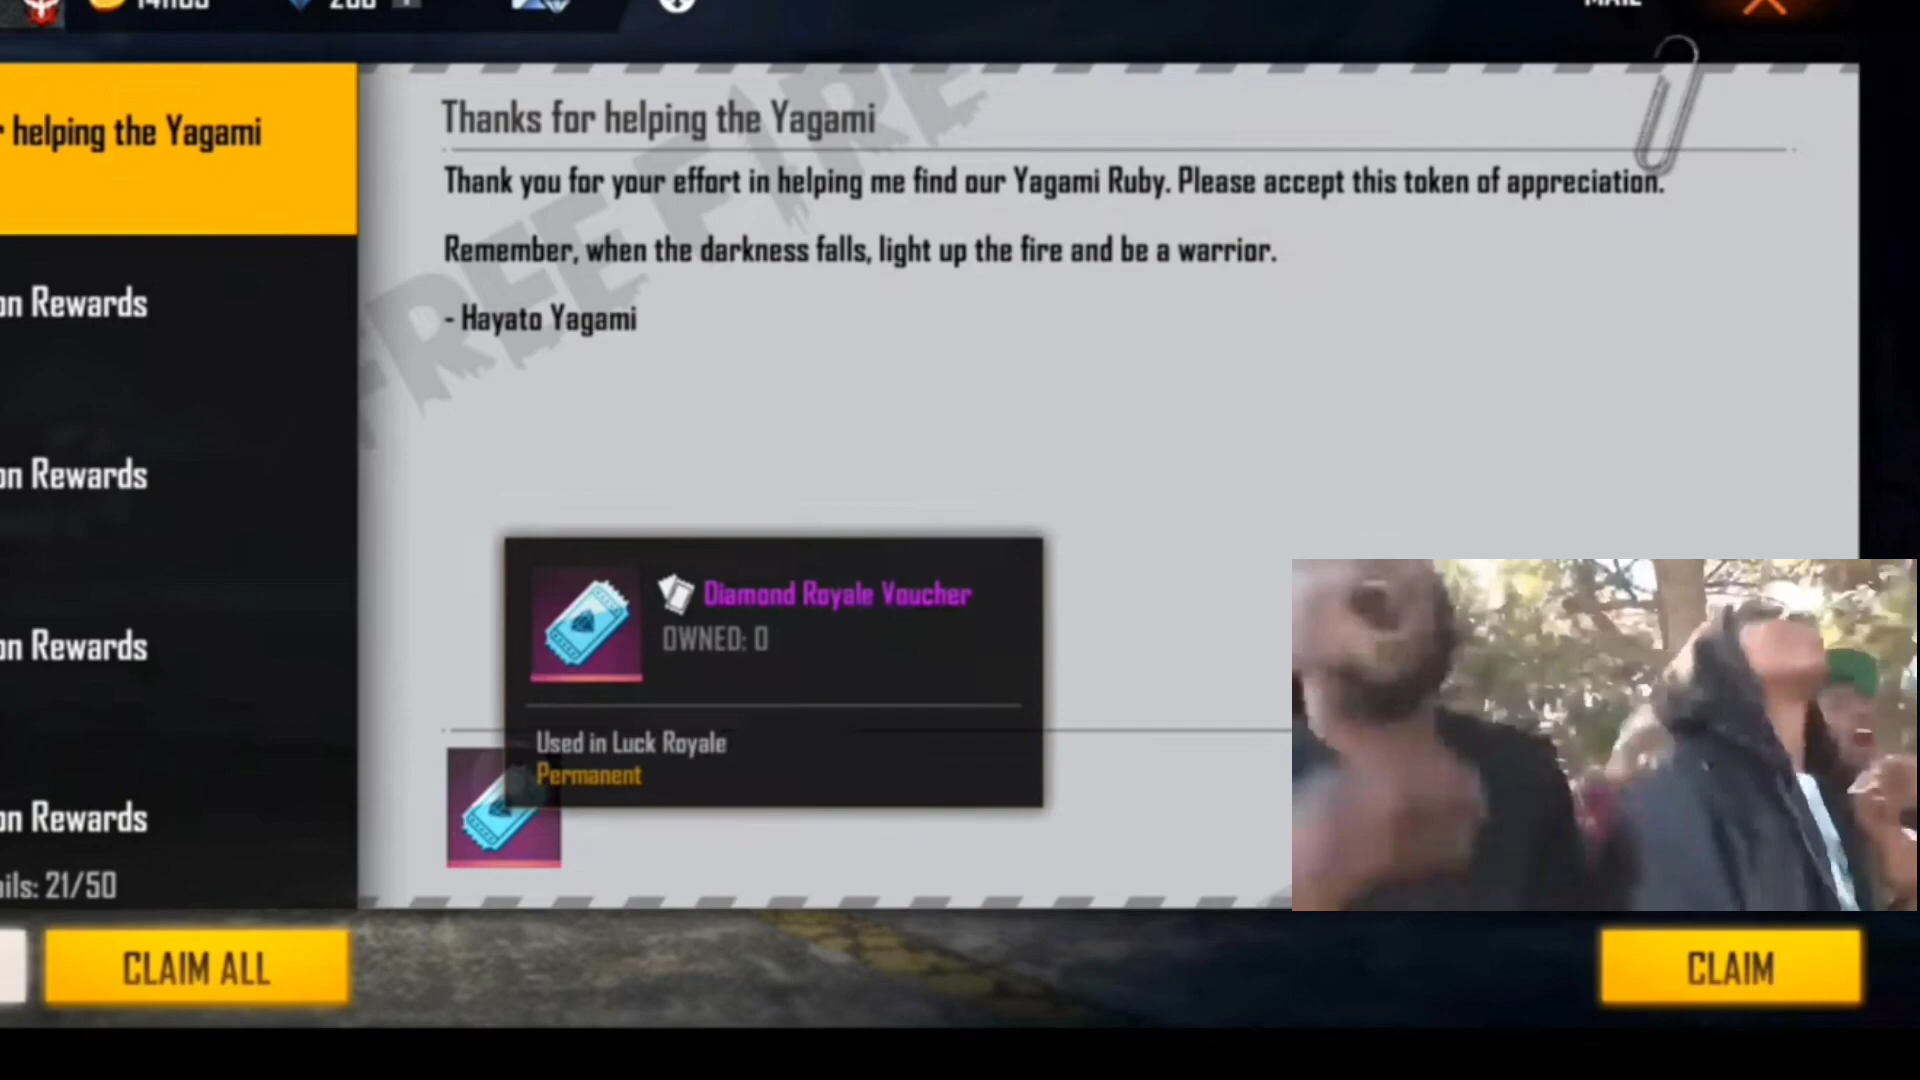 MAIL
helping the Yagami
on Rewards
on Rewards
on Rewards
on Rewards
ils: 21/50
CLAIM ALL
FREE FIRE
Thanks for helping the Yagami
Thank you for your effort in helping me find our Yagami Ruby. Please accept this token of appreciation.
Remember, when the darkness falls, light up the fire and be a warrior.
- Hayato Yagami
Diamond Royale Voucher
OWNED: 0
Used in Luck Royale
Permanent
CLAIM